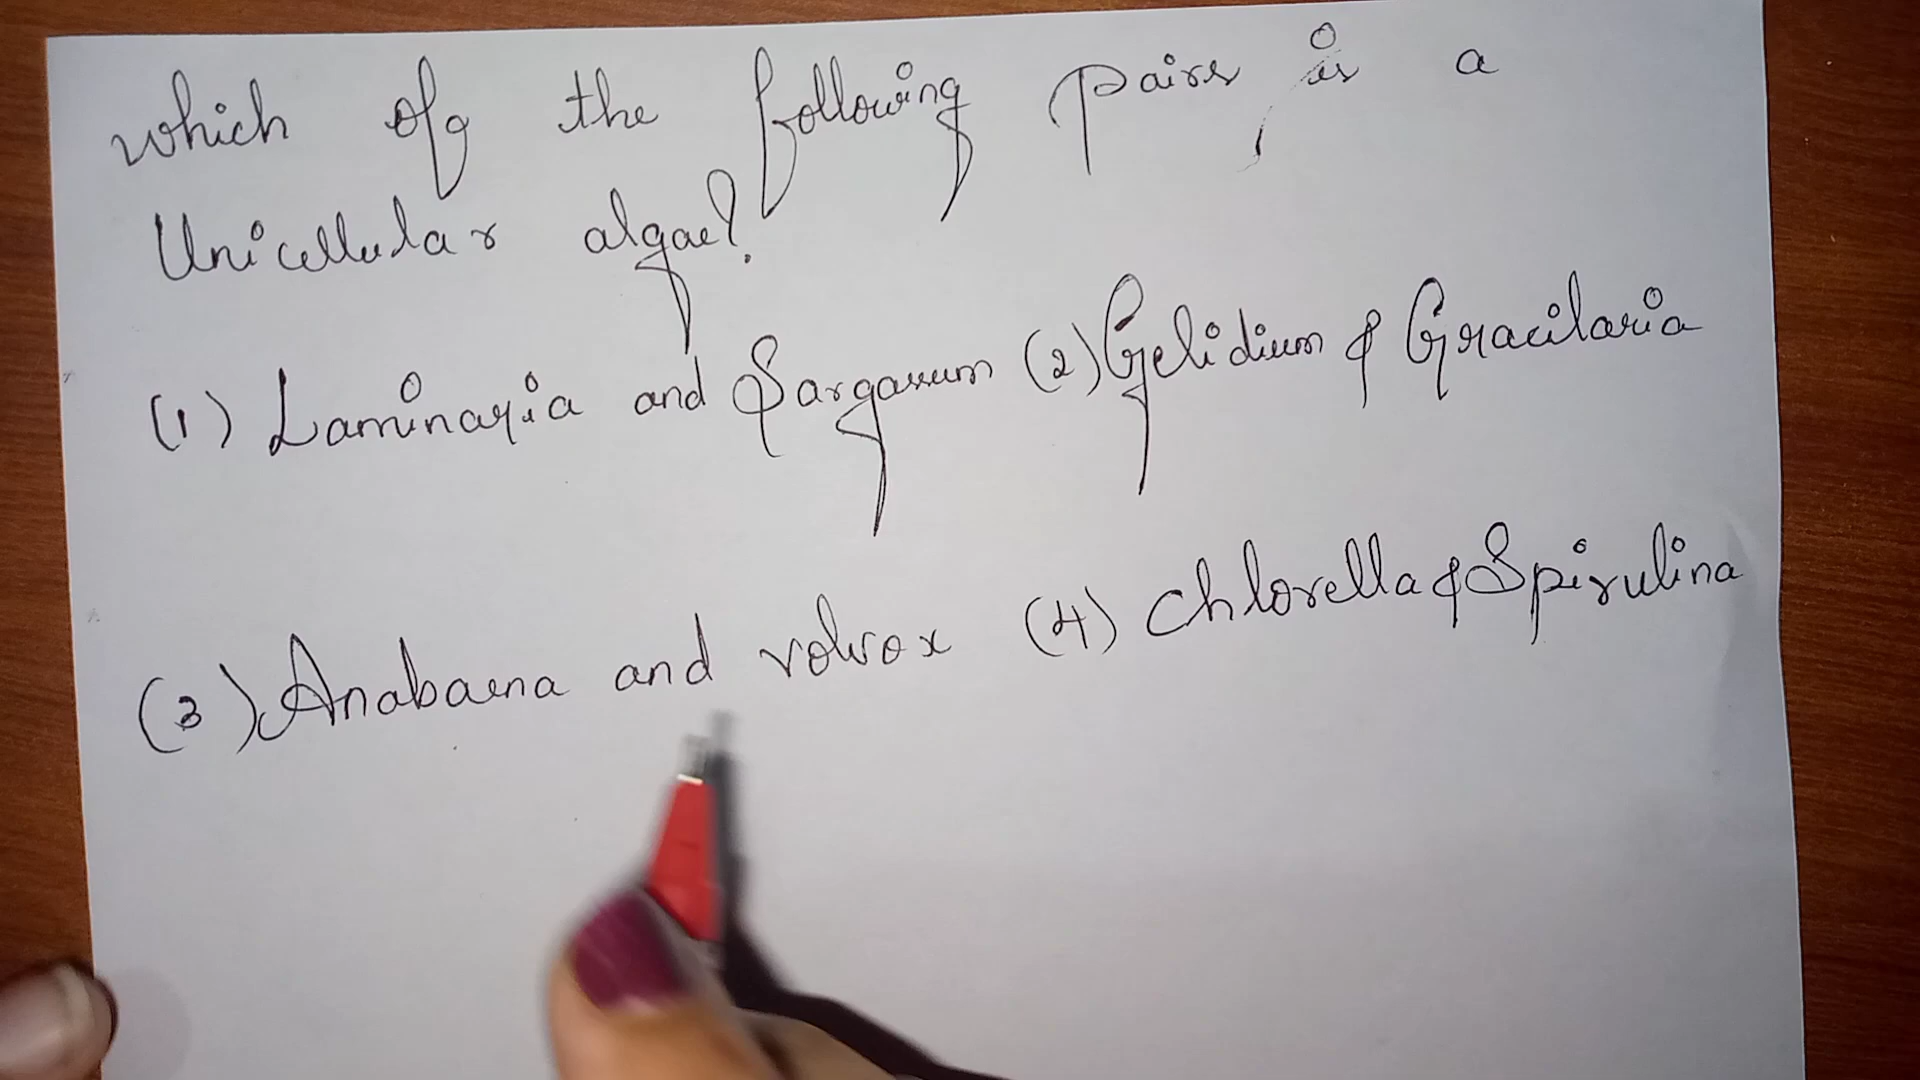 which of the following pairs is a
Unicellular algae?
(1) Laminaria and Sargassum (2) Gelidium & Gracilaria
(3) Anabaena and volvox (4) Chlorella & Spirulina